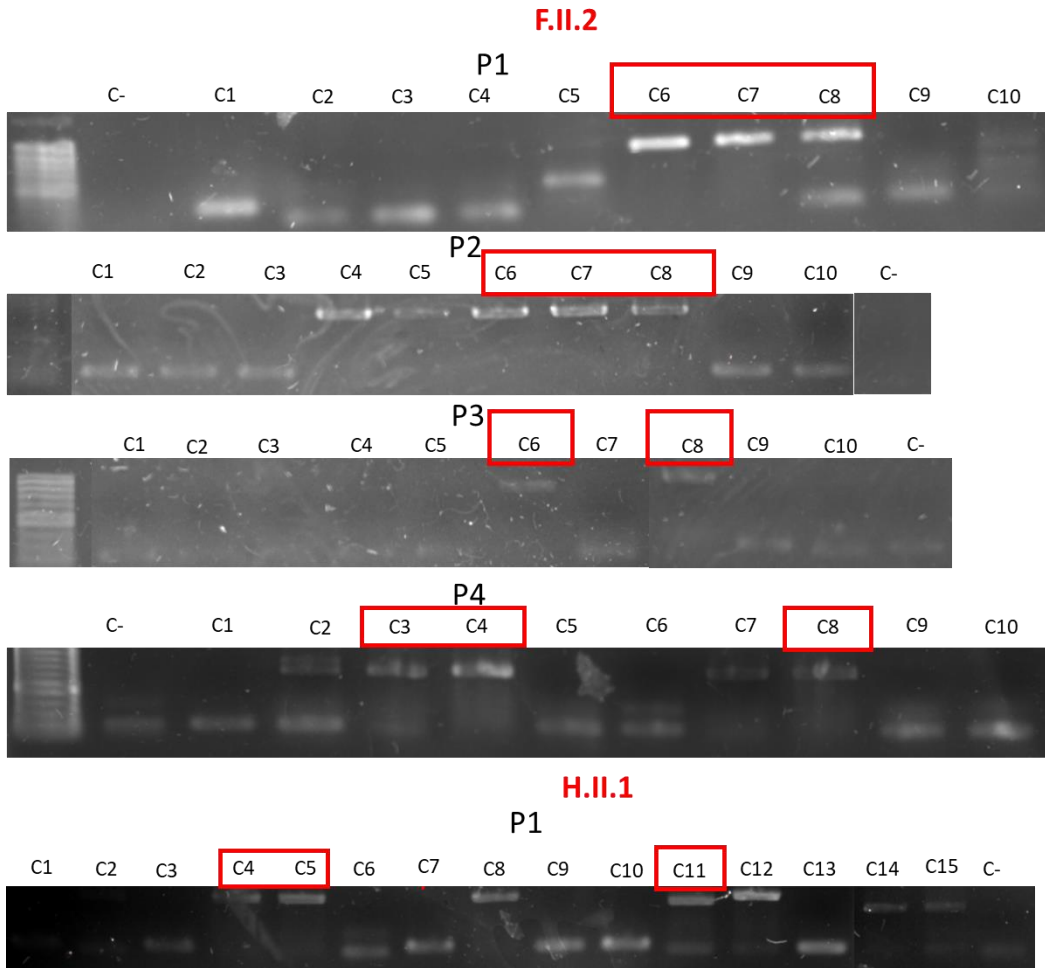 F.II.2
P1
C- C1 C2 C3 C4 C5 C6 C7 C8 C9 C10
P2
C1 C2 C3 C4 C5 C6 C7 C8 C9 C10 C-
P3
C1 C2 C3 C4 C5 C6 C7 C8 C9 C10 C-
P4
C- C1 C2 C3 C4 C5 C6 C7 C8 C9 C10
H.II.1
P1
C1 C2 C3 C4 C5 C6 C7 C8 C9 C10 C11 C12 C13 C14 C15 C-